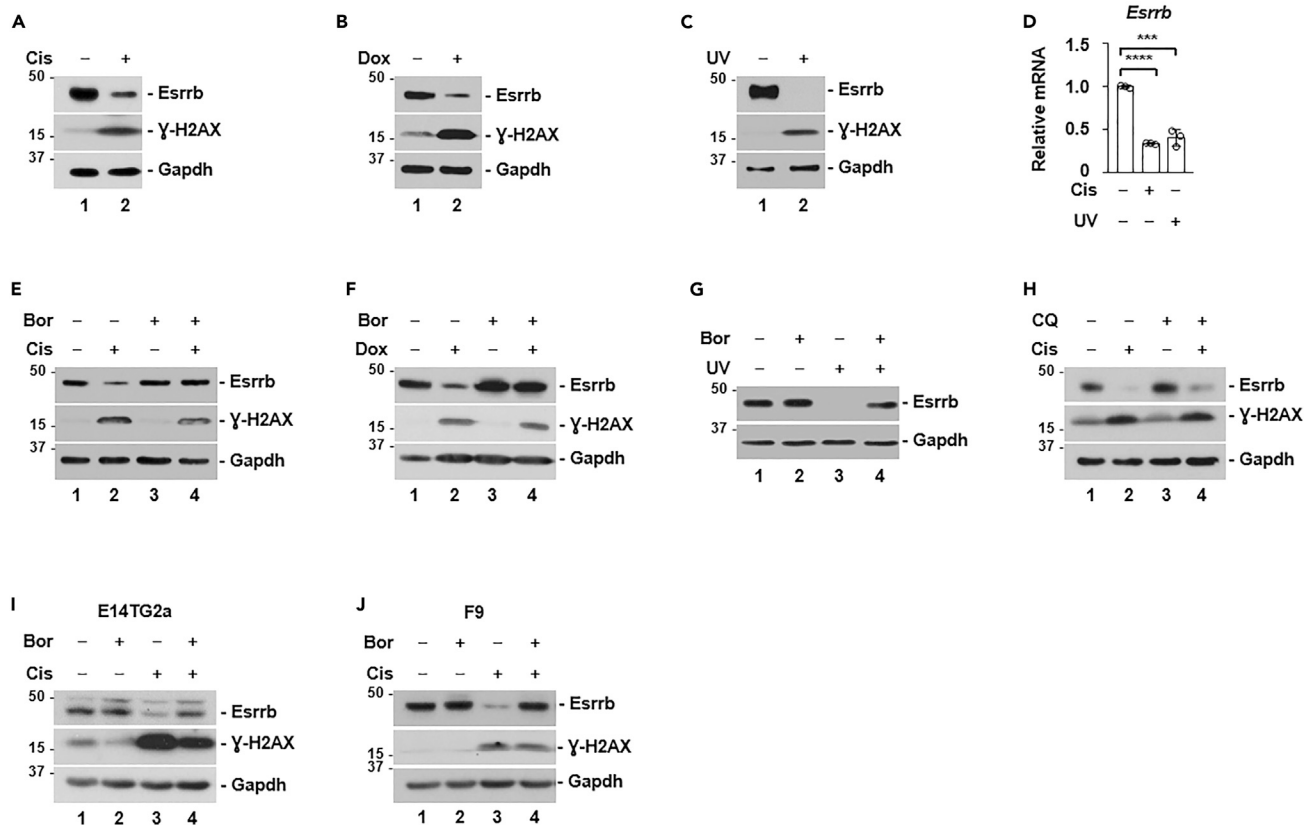 A
Cis – +
50
- Esrrb
15
- Ɣ-H2AX
37
- Gapdh
1 2
B
Dox – +
50
- Esrrb
15
- Ɣ-H2AX
37
- Gapdh
1 2
C
UV – +
50
- Esrrb
15
- Ɣ-H2AX
37
- Gapdh
1 2
D
Esrrb
Relative mRNA
1.5
1.0
0.5
0
***
****
Cis – + –
UV – – +
E
Bor – – + +
Cis – + – +
50
- Esrrb
15
- Ɣ-H2AX
37
- Gapdh
1 2 3 4
F
Bor – – + +
Dox – + – +
50
- Esrrb
15
- Ɣ-H2AX
37
- Gapdh
1 2 3 4
G
Bor – + – +
UV – – + +
50
- Esrrb
37
- Gapdh
1 2 3 4
H
CQ – – + +
Cis – + – +
50
- Esrrb
15
- Ɣ-H2AX
37
- Gapdh
1 2 3 4
I
E14TG2a
Bor – + – +
Cis – – + +
50
- Esrrb
15
- Ɣ-H2AX
37
- Gapdh
1 2 3 4
J
F9
Bor – + – +
Cis – – + +
50
- Esrrb
15
- Ɣ-H2AX
37
- Gapdh
1 2 3 4